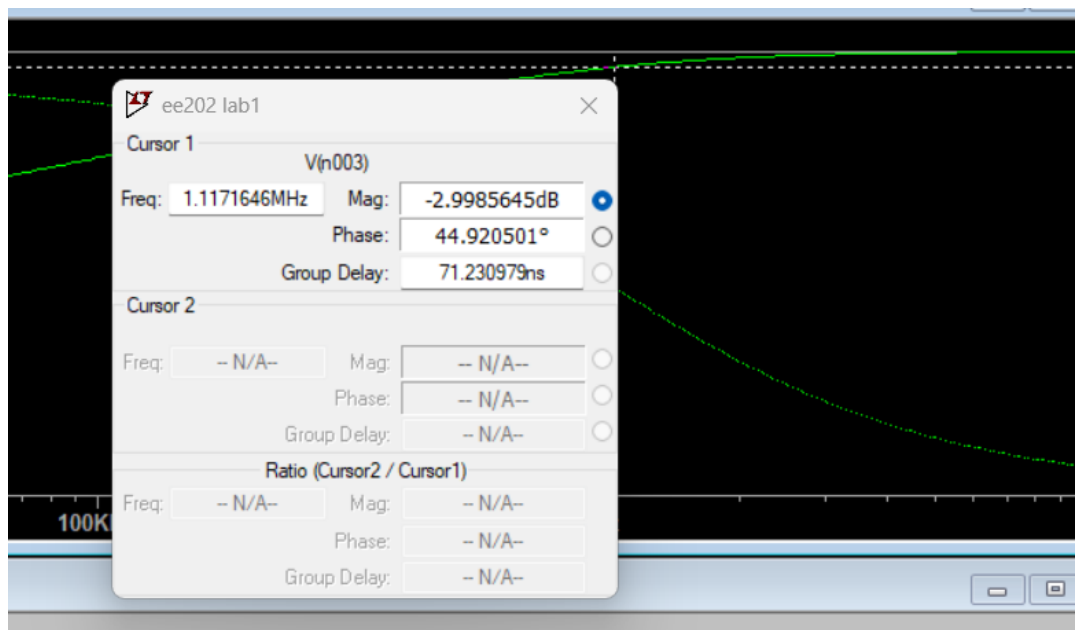 ee202 lab1
Cursor 1
V(n003)
Freq: 1.1171646MHz Mag: -2.9985645dB
Phase: 44.920501°
Group Delay: 71.230979ns
Cursor 2
Freq: -- N/A-- Mag: -- N/A--
Phase: -- N/A--
Group Delay: -- N/A--
Ratio (Cursor2 / Cursor1)
Freq: -- N/A-- Mag: -- N/A--
100K
Phase: -- N/A--
Group Delay: -- N/A--